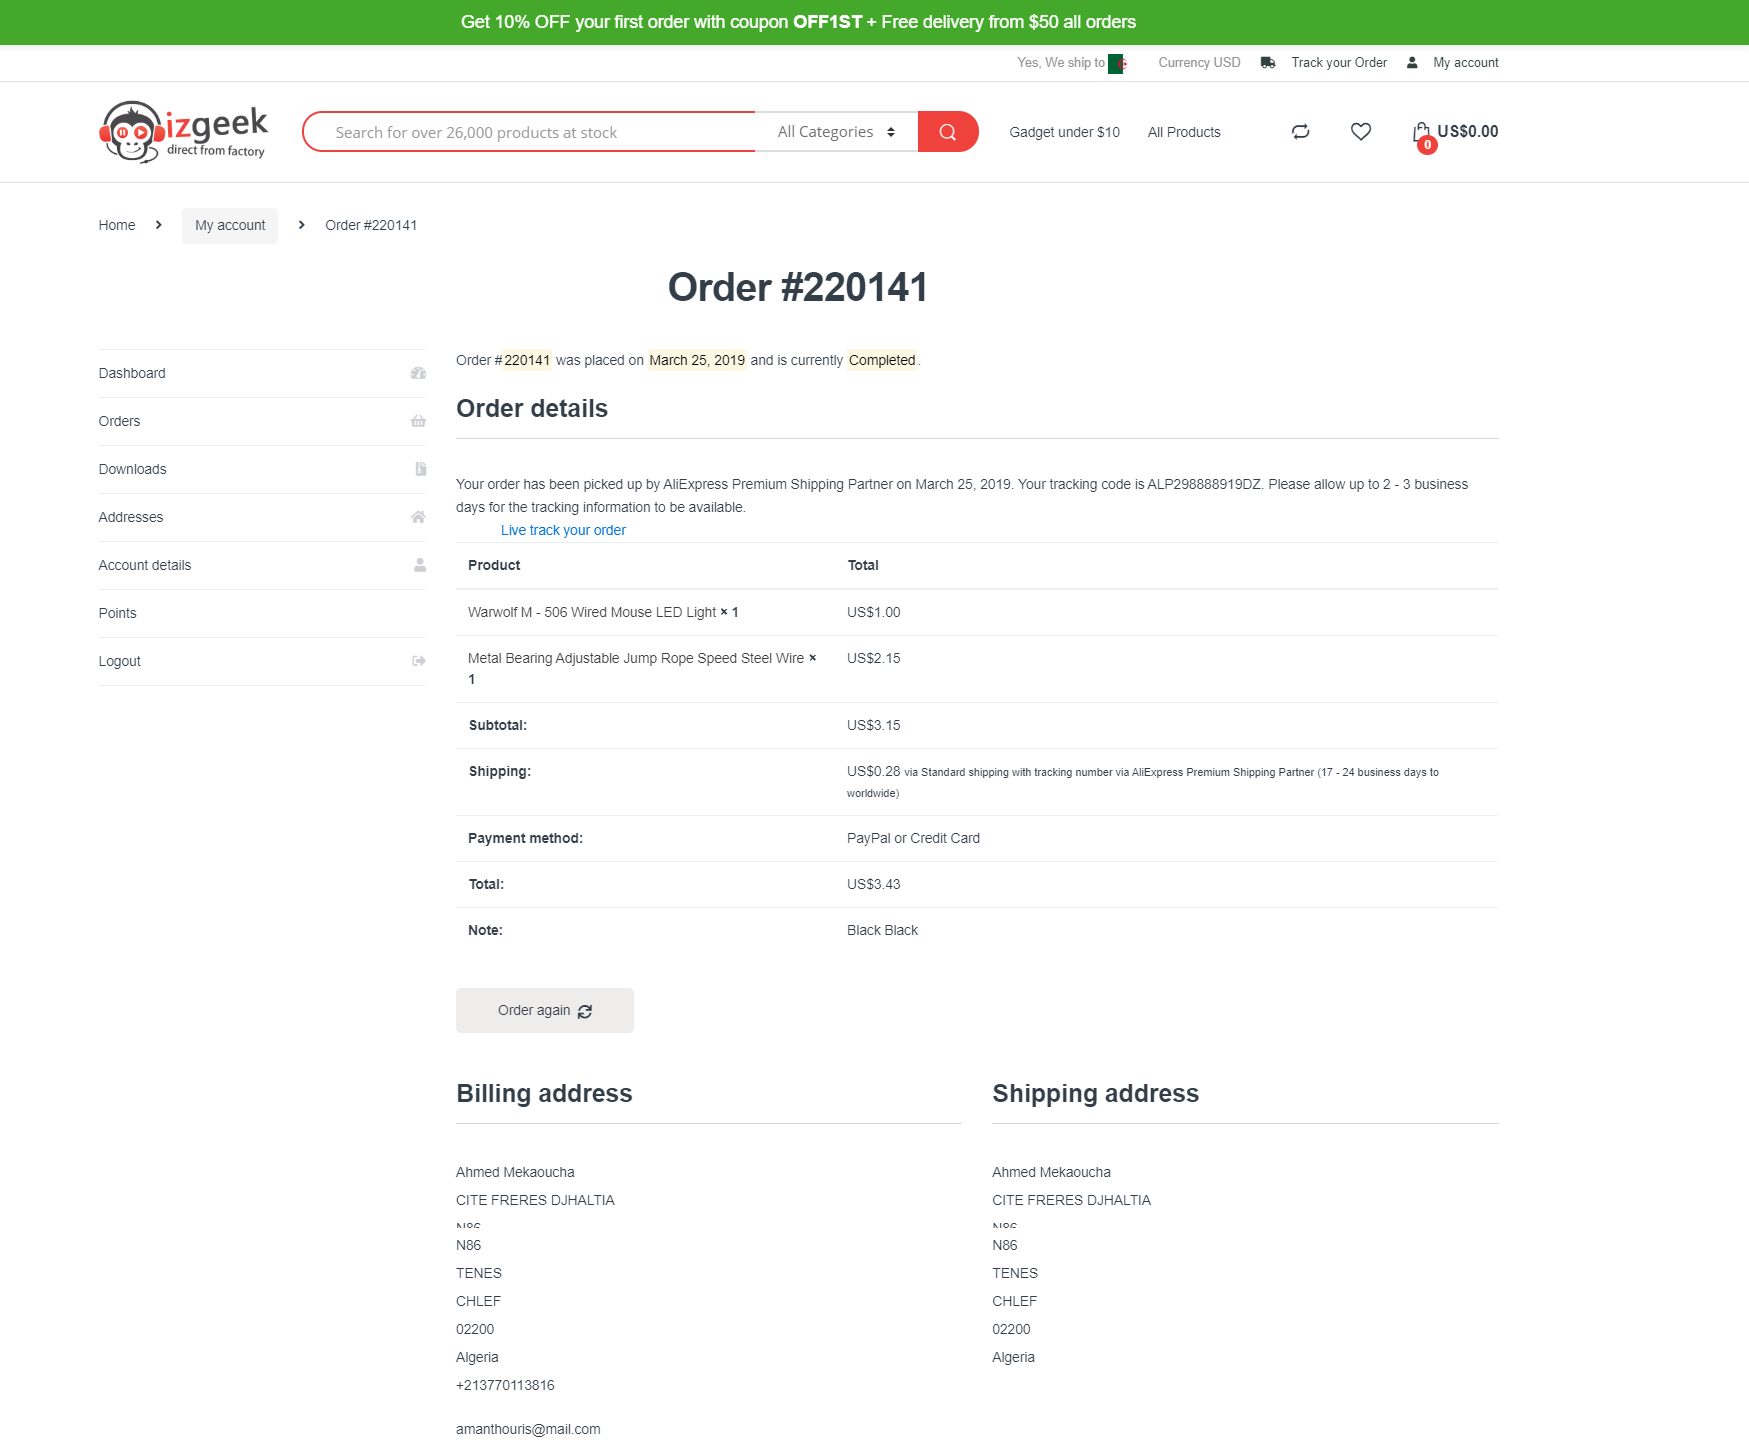 Get 10% OFF your first order with coupon OFF1ST + Free delivery from $50 all orders
Yes, We ship to Currency USD Track your Order My account
izgeek
direct from factory
Search for over 26,000 products at stock All Categories Gadget under $10 All Products 0 US$0.00
Home My account Order #220141
Order #220141
Dashboard
Orders
Downloads
Addresses
Account details
Points
Logout
Order #220141 was placed on March 25, 2019 and is currently Completed.
Order details
Your order has been picked up by AliExpress Premium Shipping Partner on March 25, 2019. Your tracking code is ALP298888919DZ. Please allow up to 2 - 3 business
days for the tracking information to be available.
Live track your order
Product Total
Warwolf M - 506 Wired Mouse LED Light × 1 US$1.00
Metal Bearing Adjustable Jump Rope Speed Steel Wire × US$2.15
1
Subtotal: US$3.15
Shipping: US$0.28 via Standard shipping with tracking number via AliExpress Premium Shipping Partner (17 - 24 business days to
worldwide)
Payment method: PayPal or Credit Card
Total: US$3.43
Note: Black Black
Order again
Billing address
Ahmed Mekaoucha
CITE FRERES DJHALTIA
N86
N86
TENES
CHLEF
02200
Algeria
+213770113816
amanthouris@mail.com
Shipping address
Ahmed Mekaoucha
CITE FRERES DJHALTIA
N86
N86
TENES
CHLEF
02200
Algeria